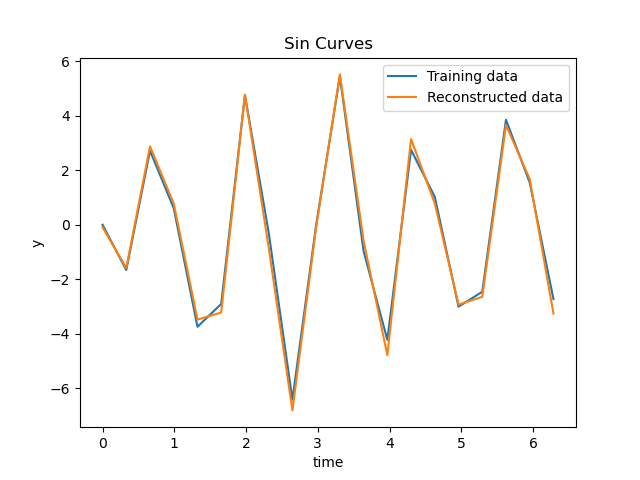 Sin Curves
Training data
Reconstructed data
6
4
2
0
−2
−4
−6
y
0 1 2 3 4 5 6
time